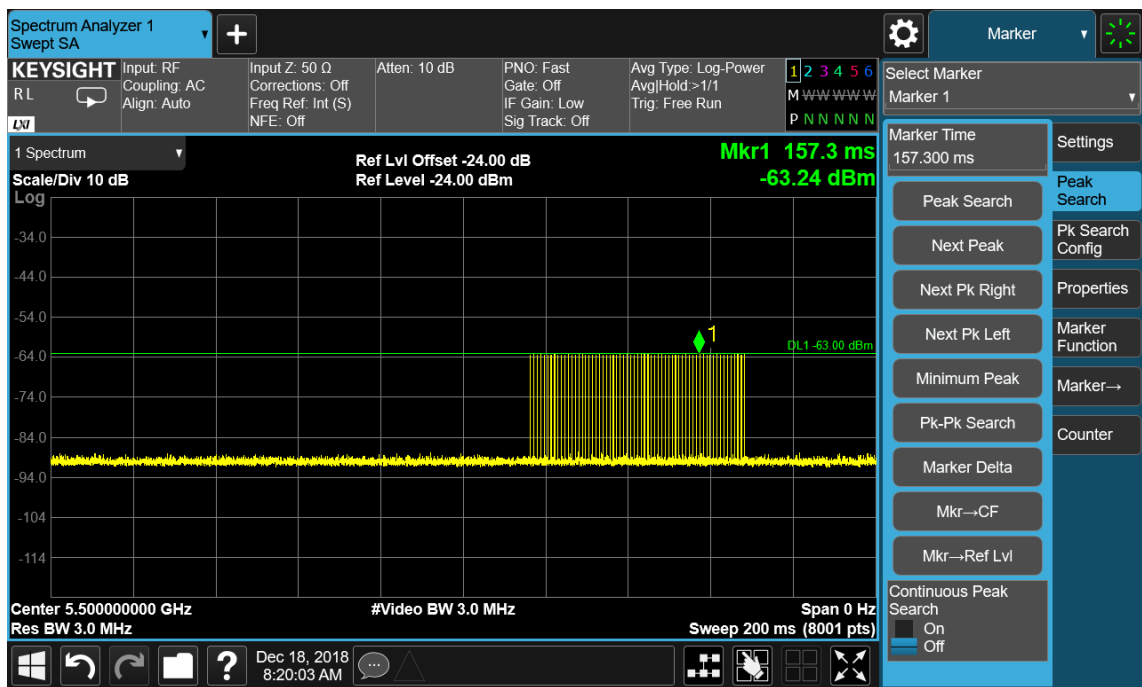 Spectrum Analyzer 1
Swept SA
Marker
KEYSIGHT
R L
LXI
Input: RF
Coupling: AC
Align: Auto
Input Z: 50 Ω
Corrections: Off
Freq Ref: Int (S)
NFE: Off
Atten: 10 dB
PNO: Fast
Gate: Off
IF Gain: Low
Sig Track: Off
Avg Type: Log-Power
Avg|Hold:>1/1
Trig: Free Run
1 2 3 4 5 6
M W W W W W
P N N N N N
Select Marker
Marker 1
1 Spectrum
Scale/Div 10 dB
Ref Lvl Offset -24.00 dB
Ref Level -24.00 dBm
Mkr1 157.3 ms
-63.24 dBm
Log
-34.0
-44.0
-54.0
-64.0
-74.0
-84.0
-94.0
-104
-114
1
DL1 -63.00 dBm
Center 5.500000000 GHz
Res BW 3.0 MHz
#Video BW 3.0 MHz
Span 0 Hz
Sweep 200 ms (8001 pts)
Marker Time
157.300 ms
Peak Search
Next Peak
Next Pk Right
Next Pk Left
Minimum Peak
Pk-Pk Search
Marker Delta
Mkr→CF
Mkr→Ref Lvl
Continuous Peak
Search
On
Off
Settings
Peak
Search
Pk Search
Config
Properties
Marker
Function
Marker→
Counter
?
Dec 18, 2018
8:20:03 AM